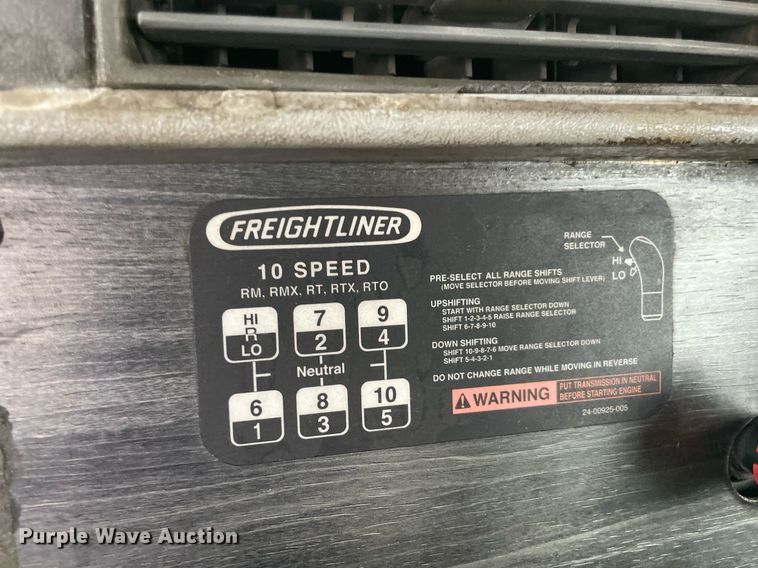 FREIGHTLINER
10 SPEED
RM, RMX, RT, RTX, RTO
HI
R
LO
7
2
9
4
Neutral
6
1
8
3
10
5
RANGE
SELECTOR
HI
LO
PRE-SELECT ALL RANGE SHIFTS
(MOVE SELECTOR BEFORE MOVING SHIFT LEVER)
UPSHIFTING
START WITH RANGE SELECTOR DOWN
SHIFT 1-2-3-4-5 RAISE RANGE SELECTOR
SHIFT 6-7-8-9-10
DOWN SHIFTING
SHIFT 10-9-8-7-6 MOVE RANGE SELECTOR DOWN
SHIFT 5-4-3-2-1
DO NOT CHANGE RANGE WHILE MOVING IN REVERSE
WARNING
PUT TRANSMISSION IN NEUTRAL
BEFORE STARTING ENGINE
24-00925-005
Purple Wave Auction